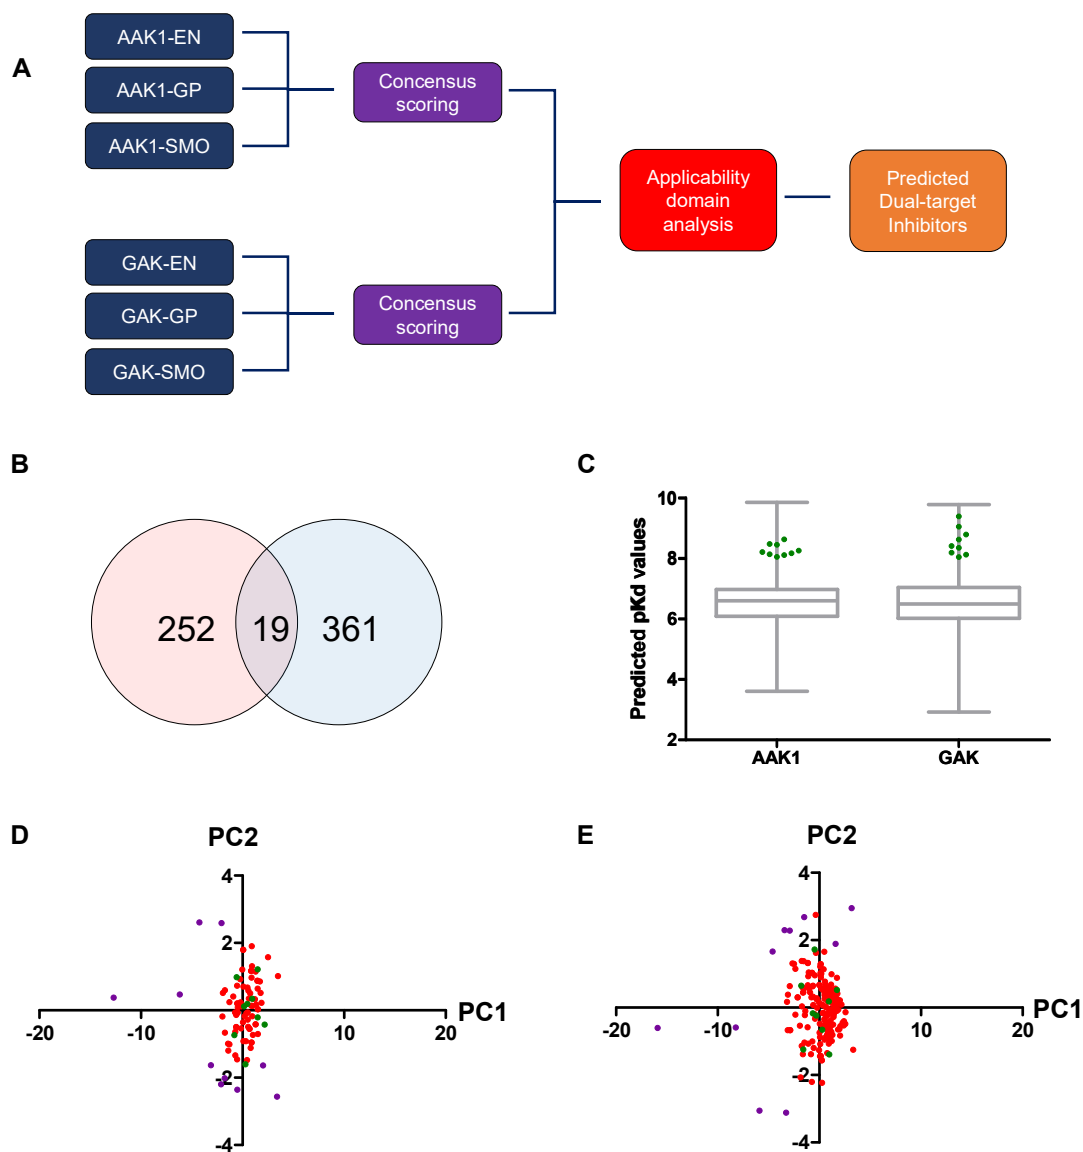 A
AAK1-EN
AAK1-GP
AAK1-SMO
Concensus
scoring
GAK-EN
GAK-GP
GAK-SMO
Concensus
scoring
Applicability
domain
analysis
Predicted
Dual-target
Inhibitors
B
252 19 361
C
Predicted pKd values
10
8
6
4
2
AAK1 GAK
D
PC2
4
2
-20 -10 10 20
PC1
-2
-4
E
PC2
4
2
-20 -10 10 20
PC1
-2
-4